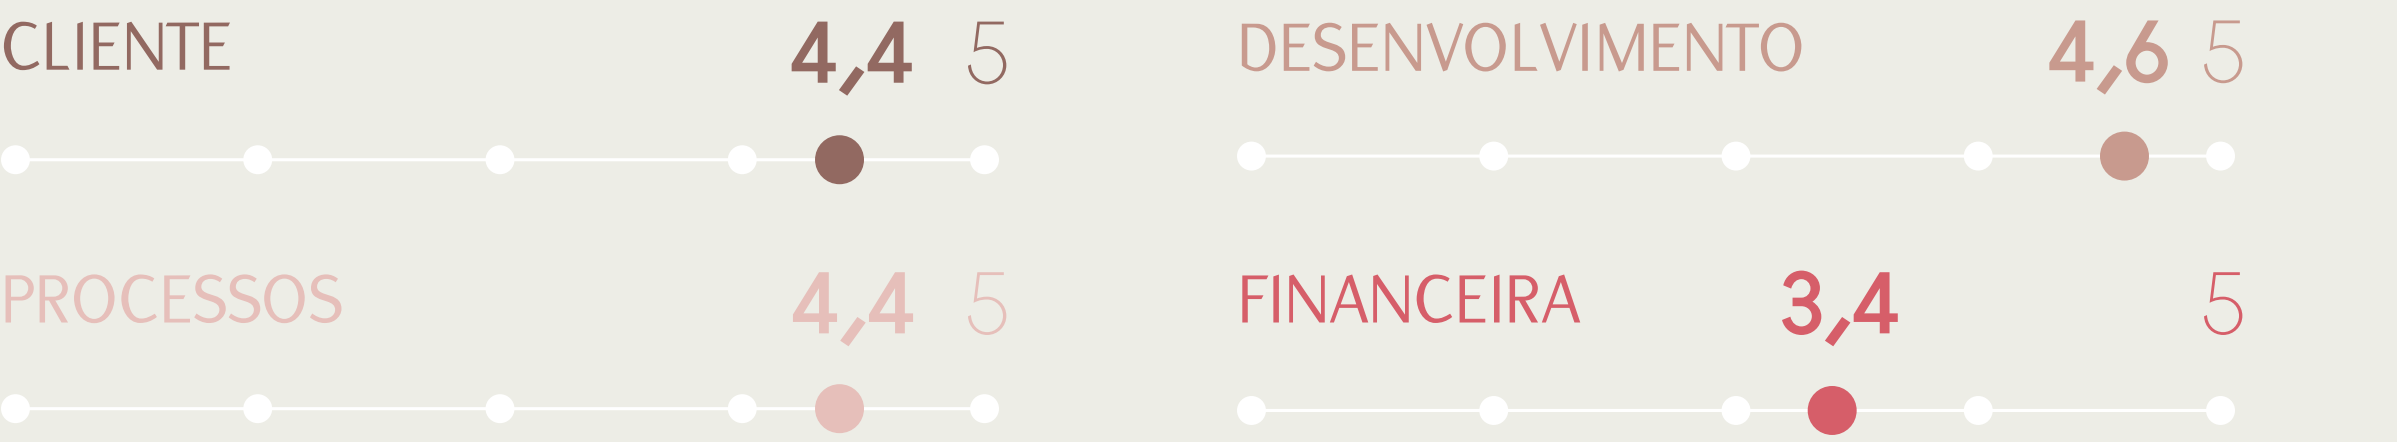 CLIENTE 4,4 5
DESENVOLVIMENTO 4,6 5
PROCESSOS 4,4 5
FINANCEIRA 3,4 5